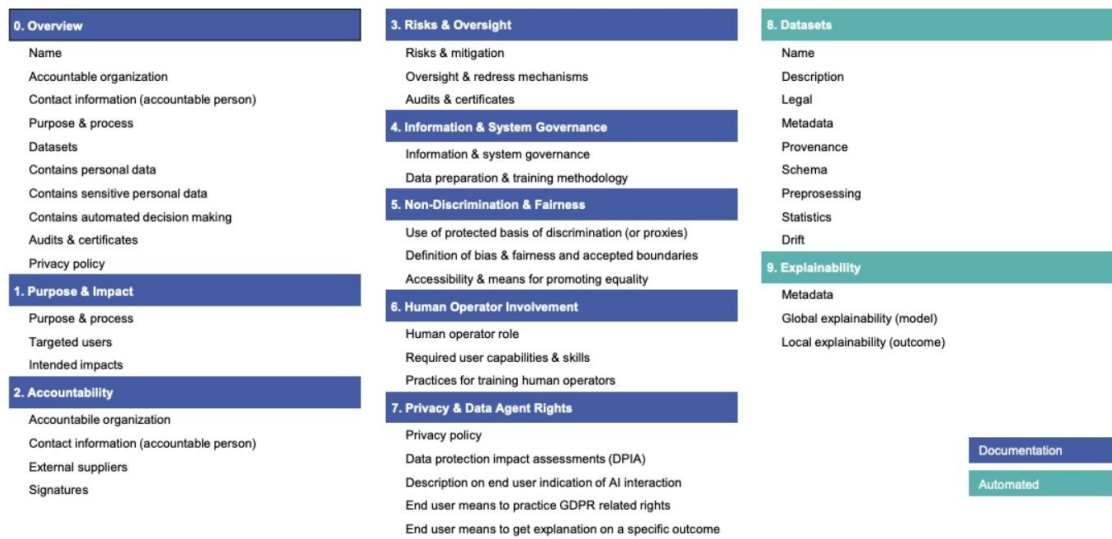 0. Overview
Name
Accountable organization
Contact information (accountable person)
Purpose & process
Datasets
Contains personal data
Contains sensitive personal data
Contains automated decision making
Audits & certificates
Privacy policy
1. Purpose & Impact
Purpose & process
Targeted users
Intended impacts
2. Accountability
Accountabile organization
Contact information (accountable person)
External suppliers
Signatures
3. Risks & Oversight
Risks & mitigation
Oversight & redress mechanisms
Audits & certificates
4. Information & System Governance
Information & system governance
Data preparation & training methodology
5. Non-Discrimination & Fairness
Use of protected basis of discrimination (or proxies)
Definition of bias & fairness and accepted boundaries
Accessibility & means for promoting equality
6. Human Operator Involvement
Human operator role
Required user capabilities & skills
Practices for training human operators
7. Privacy & Data Agent Rights
Privacy policy
Data protection impact assessments (DPIA)
Description on end user indication of AI interaction
End user means to practice GDPR related rights
End user means to get explanation on a specific outcome
8. Datasets
Name
Description
Legal
Metadata
Provenance
Schema
Preprosessing
Statistics
Drift
9. Explainability
Metadata
Global explainability (model)
Local explainability (outcome)
Documentation
Automated